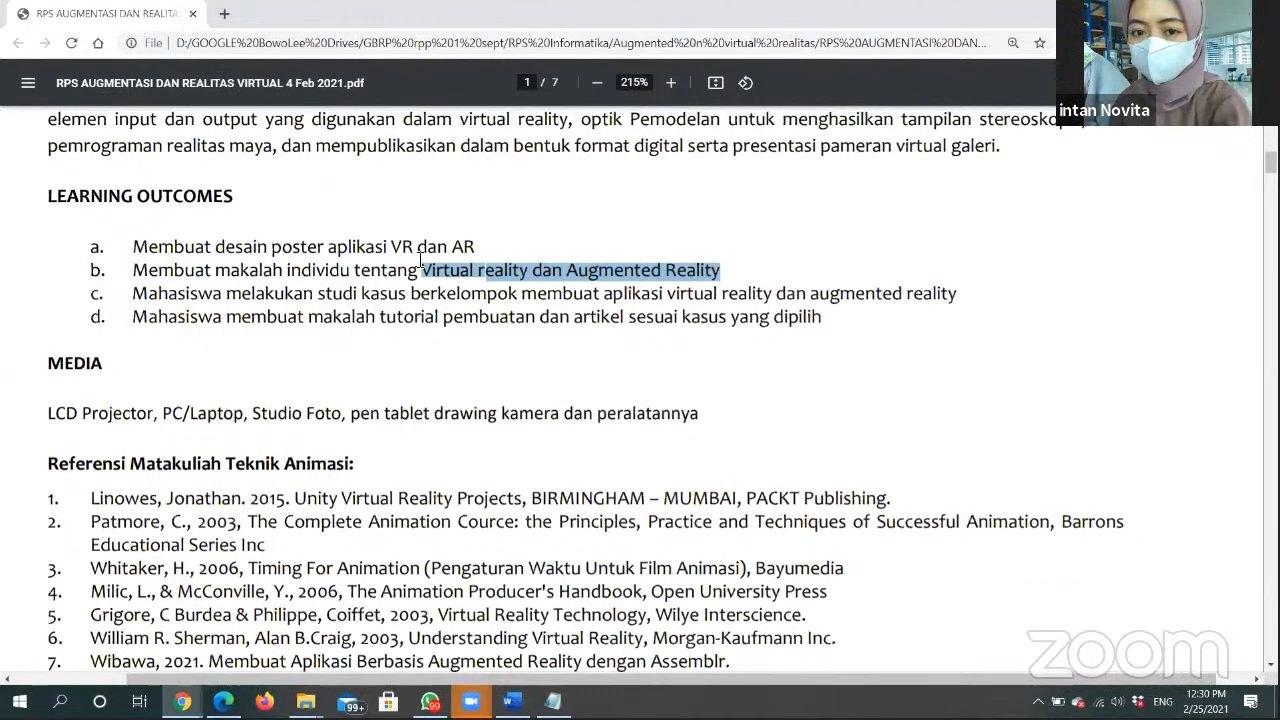 RPS AUGMENTASI DAN REALITAS
File
D:/GOOGLE%20BowoLee%20Drives/GBRP%20rpp%201%20sept/RPS%20Informatika/Augmented%20n%20virtual%20realitas/RPS%20AUGMENTASI%20DAN...
RPS AUGMENTASI DAN REALITAS VIRTUAL 4 Feb 2021.pdf
1 / 7
215%
intan Novita
elemen input dan output yang digunakan dalam virtual reality, optik Pemodelan untuk menghasilkan tampilan
pemrograman realitas maya, dan mempublikasikan dalam bentuk format digital serta presentasi pameran virtual galeri.
LEARNING OUTCOMES
a. Membuat desain poster aplikasi VR dan AR
b. Membuat makalah individu tentang Virtual reality dan Augmented Reality
c. Mahasiswa melakukan studi kasus berkelompok membuat aplikasi virtual reality dan augmented reality
d. Mahasiswa membuat makalah tutorial pembuatan dan artikel sesuai kasus yang dipilih
MEDIA
LCD Projector, PC/Laptop, Studio Foto, pen tablet drawing kamera dan peralatannya
Referensi Matakuliah Teknik Animasi:
1. Linowes, Jonathan. 2015. Unity Virtual Reality Projects, BIRMINGHAM – MUMBAI, PACKT Publishing.
2. Patmore, C., 2003, The Complete Animation Cource: the Principles, Practice and Techniques of Successful Animation, Barrons
Educational Series Inc
3. Whitaker, H., 2006, Timing For Animation (Pengaturan Waktu Untuk Film Animasi), Bayumedia
4. Milic, L., & McConville, Y., 2006, The Animation Producer's Handbook, Open University Press
5. Grigore, C Burdea & Philippe, Coiffet, 2003, Virtual Reality Technology, Wilye Interscience.
6. William R. Sherman, Alan B.Craig, 2003, Understanding Virtual Reality, Morgan-Kaufmann Inc.
7. Wibawa, 2021. Membuat Aplikasi Berbasis Augmented Reality dengan Assemblr.
zoom
99+
99
ENG
12:30 PM
2/25/2021